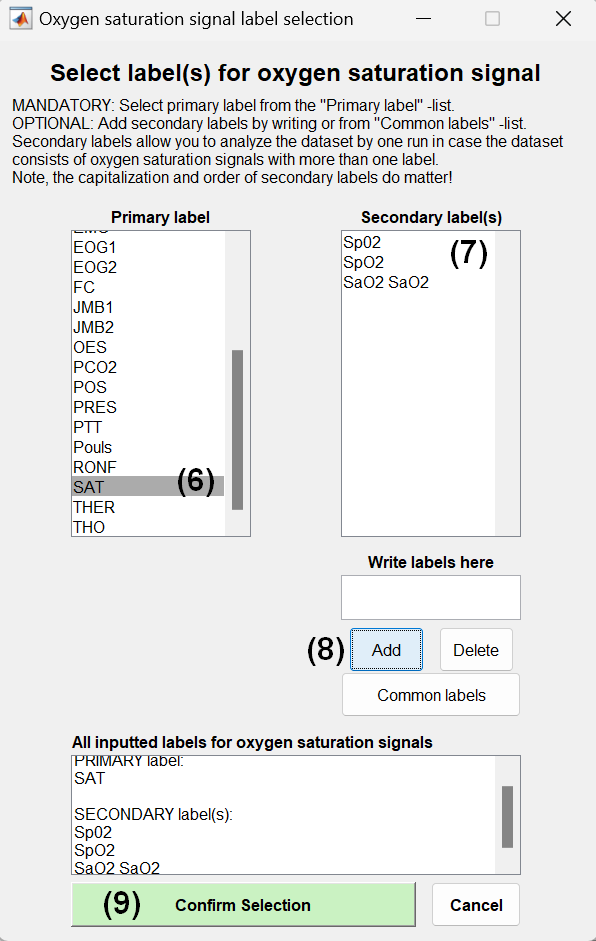 Oxygen saturation signal label selection
Select label(s) for oxygen saturation signal
MANDATORY: Select primary label from the "Primary label" -list.
OPTIONAL: Add secondary labels by writing or from "Common labels" -list.
Secondary labels allow you to analyze the dataset by one run in case the dataset
consists of oxygen saturation signals with more than one label.
Note, the capitalization and order of secondary labels do matter!
Primary label
EOG1
EOG2
FC
JMB1
JMB2
OES
PCO2
POS
PRES
PTT
Pouls
RONF
SAT (6)
THER
THO
Secondary label(s)
Sp02 (7)
SpO2
SaO2 SaO2
Write labels here
(8) Add Delete
Common labels
All inputted labels for oxygen saturation signals
PRIMARY label:
SAT
SECONDARY label(s):
Sp02
SpO2
SaO2 SaO2
(9) Confirm Selection Cancel